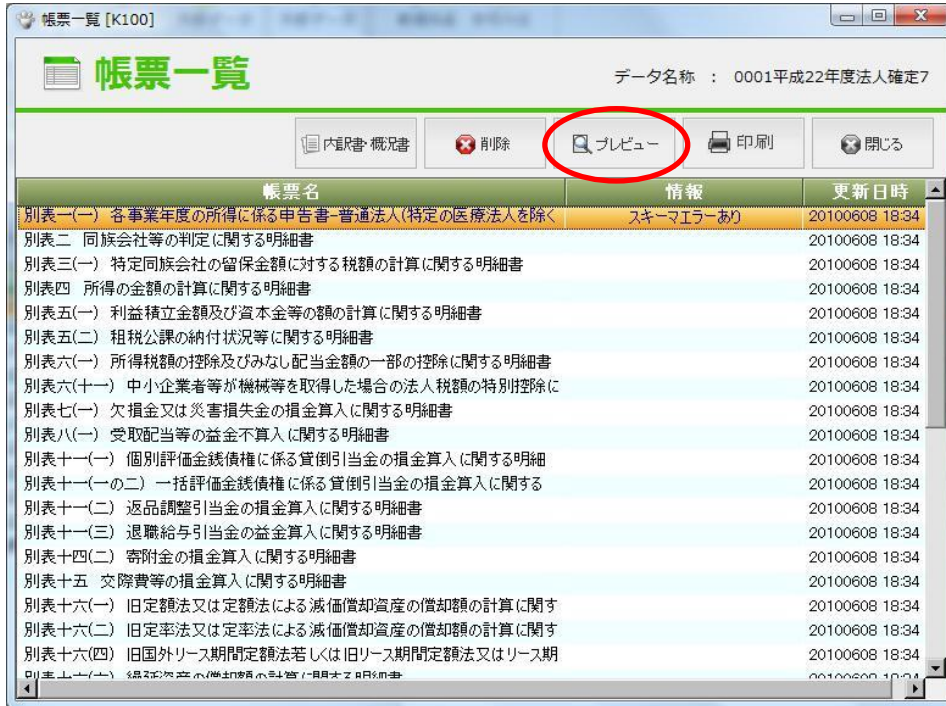 帳票一覧 [K100]
帳票一覧
データ名称 ： 0001平成22年度法人確定7
内訳書・概況書 削除 プレビュー 印刷 閉じる
帳票名 情報 更新日時
別表一(一) 各事業年度の所得に係る申告書-普通法人(特定の医療法人を除く スキーマエラーあり 20100608 18:34
別表二 同族会社等の判定に関する明細書 20100608 18:34
別表三(一) 特定同族会社の留保金額に対する税額の計算に関する明細書 20100608 18:34
別表四 所得の金額の計算に関する明細書 20100608 18:34
別表五(一) 利益積立金額及び資本金等の額の計算に関する明細書 20100608 18:34
別表五(二) 租税公課の納付状況等に関する明細書 20100608 18:34
別表六(一) 所得税額の控除及びみなし配当金額の一部の控除に関する明細書 20100608 18:34
別表六(十一) 中小企業者等が機械等を取得した場合の法人税額の特別控除に 20100608 18:34
別表七(一) 欠損金又は災害損失金の損金算入に関する明細書 20100608 18:34
別表八(一) 受取配当等の益金不算入に関する明細書 20100608 18:34
別表十一(一) 個別評価金銭債権に係る貸倒引当金の損金算入に関する明細 20100608 18:34
別表十一(一の二) 一括評価金銭債権に係る貸倒引当金の損金算入に関する 20100608 18:34
別表十一(二) 返品調整引当金の損金算入に関する明細書 20100608 18:34
別表十一(三) 退職給与引当金の益金算入に関する明細書 20100608 18:34
別表十四(二) 寄附金の損金算入に関する明細書 20100608 18:34
別表十五 交際費等の損金算入に関する明細書 20100608 18:34
別表十六(一) 旧定額法又は定額法による減価償却資産の償却額の計算に関す 20100608 18:34
別表十六(二) 旧定率法又は定率法による減価償却資産の償却額の計算に関す 20100608 18:34
別表十六(四) 旧国外リース期間定額法若しくは旧リース期間定額法又はリース期 20100608 18:34
別表十六(六) 繰延資産の償却額の計算に関する明細書 20100608 18:34